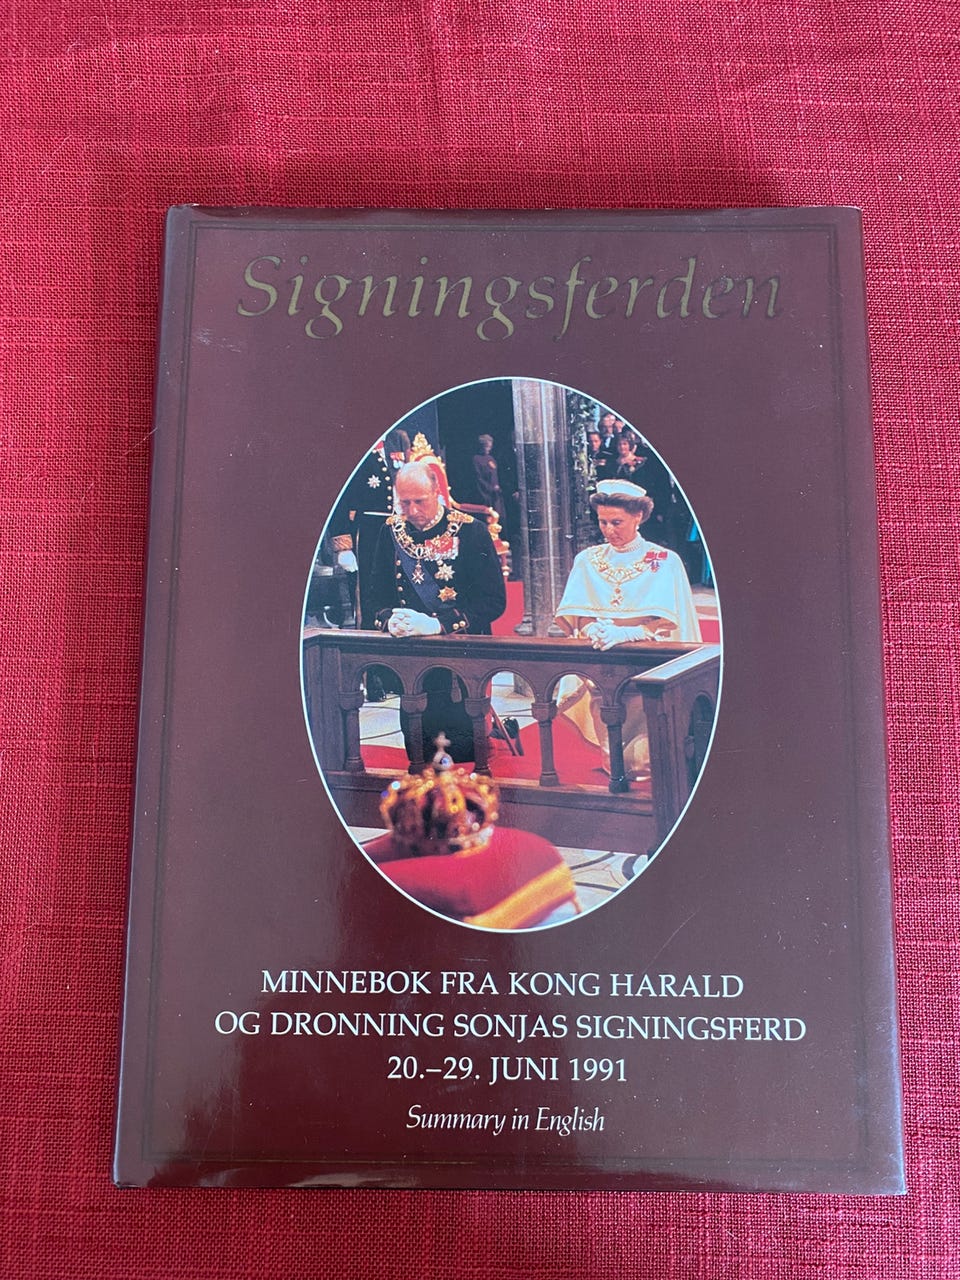 Signingsferden
MINNEBOK FRA KONG HARALD
OG DRONNING SONJAS SIGNINGSFERD
20.–29. JUNI 1991
Summary in English